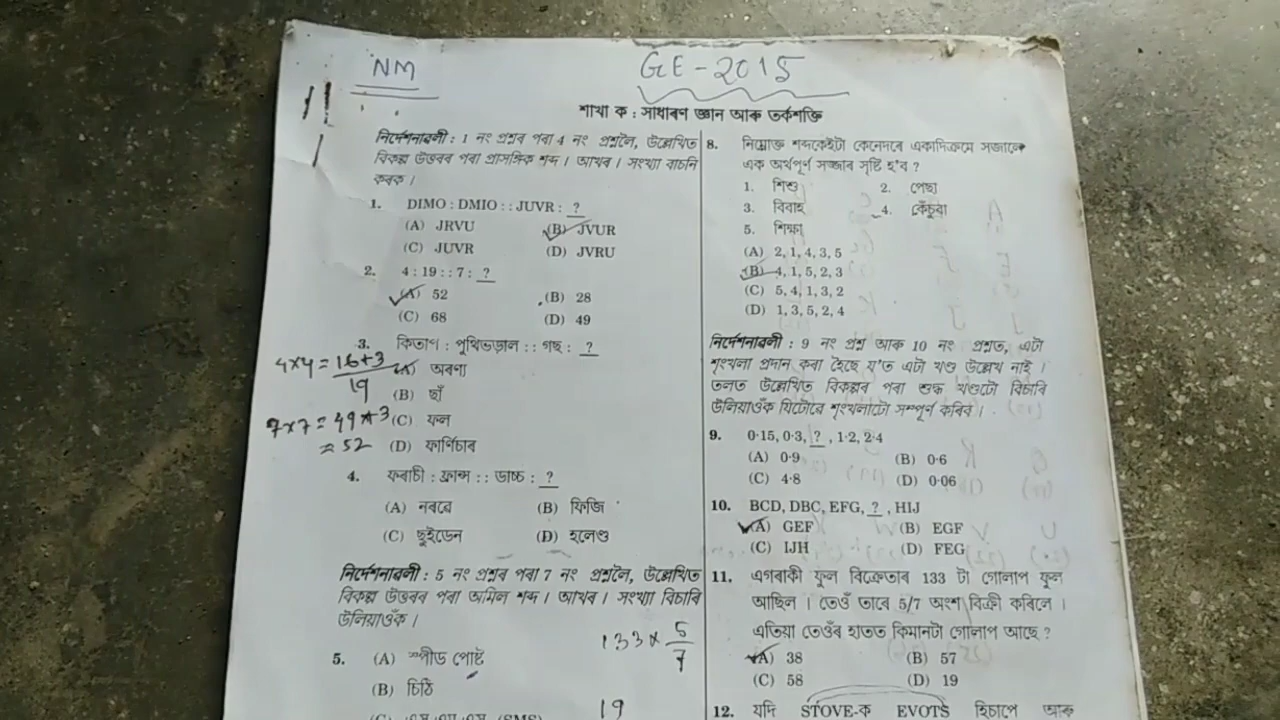 NM
GE-2015
শাখা ক : সাধাৰণ জ্ঞান আৰু তৰ্কশক্তি
নিৰ্দেশনাৱলী : 1 নং প্ৰশ্নৰ পৰা 4 নং প্ৰশ্নলৈ, উল্লেখিত
বিকল্প উত্তৰৰ পৰা প্ৰাসঙ্গিক শব্দ । আখৰ । সংখ্যা বাচনি
কৰক ।
1. DIMO : DMIO : : JUVR : ?
(A) JRVU (B) JVUR
(C) JUVR (D) JVRU
2. 4 : 19 : : 7 : ?
(A) 52 (B) 28
(C) 68 (D) 49
3. কিতাপ : পুথিভড়াল : : গছ : ?
(A) অৰণ্য
(B) ছাঁ
(C) ফল
(D) ফাৰ্ণিচাৰ
4×4 = 16+3
19
7×7 = 49+3
= 52
4. ফৰাচী : ফ্ৰান্স : : ডাচ্চ : ?
(A) নৰৱে (B) ফিজি
(C) ছুইডেন (D) হলেণ্ড
নিৰ্দেশনাৱলী : 5 নং প্ৰশ্নৰ পৰা 7 নং প্ৰশ্নলৈ, উল্লেখিত
বিকল্প উত্তৰৰ পৰা অমিল শব্দ । আখৰ । সংখ্যা বিচাৰি
উলিয়াওঁক ।
133 × 5
7
5. (A) স্পীড পোষ্ট
(B) চিঠি
19
(SMS)
8. নিম্নোক্ত শব্দকেইটা কেনেদৰে একাদিক্ৰমে সজালে
এক অৰ্থপূৰ্ণ সজ্জাৰ সৃষ্টি হ'ব ?
1. শিশু 2. পেছা
3. বিবাহ 4. কেঁচুৱা
5. শিক্ষা
(A) 2, 1, 4, 3, 5
(B) 4, 1, 5, 2, 3
(C) 5, 4, 1, 3, 2
(D) 1, 3, 5, 2, 4
নিৰ্দেশনাৱলী : 9 নং প্ৰশ্ন আৰু 10 নং প্ৰশ্নত, এটা
শৃংখলা প্ৰদান কৰা হৈছে য'ত এটা খণ্ড উল্লেখ নাই ।
তলত উল্লেখিত বিকল্পৰ পৰা শুদ্ধ খণ্ডটো বিচাৰি
উলিয়াওঁক যিটোৱে শৃংখলাটো সম্পূৰ্ণ কৰিব ।
9. 0·15, 0·3, ? , 1·2, 2·4
(A) 0·9 (B) 0·6
(C) 4·8 (D) 0·06
10. BCD, DBC, EFG, ? , HIJ
(A) GEF (B) EGF
(C) IJH (D) FEG
11. এগৰাকী ফুল বিক্ৰেতাৰ 133 টা গোলাপ ফুল
আছিল । তেওঁ তাৰে 5/7 অংশ বিক্ৰী কৰিলে ।
এতিয়া তেওঁৰ হাতত কিমানটা গোলাপ আছে ?
(A) 38 (B) 57
(C) 58 (D) 19
12. যদি STOVE-ক EVOTS হিচাপে আৰু